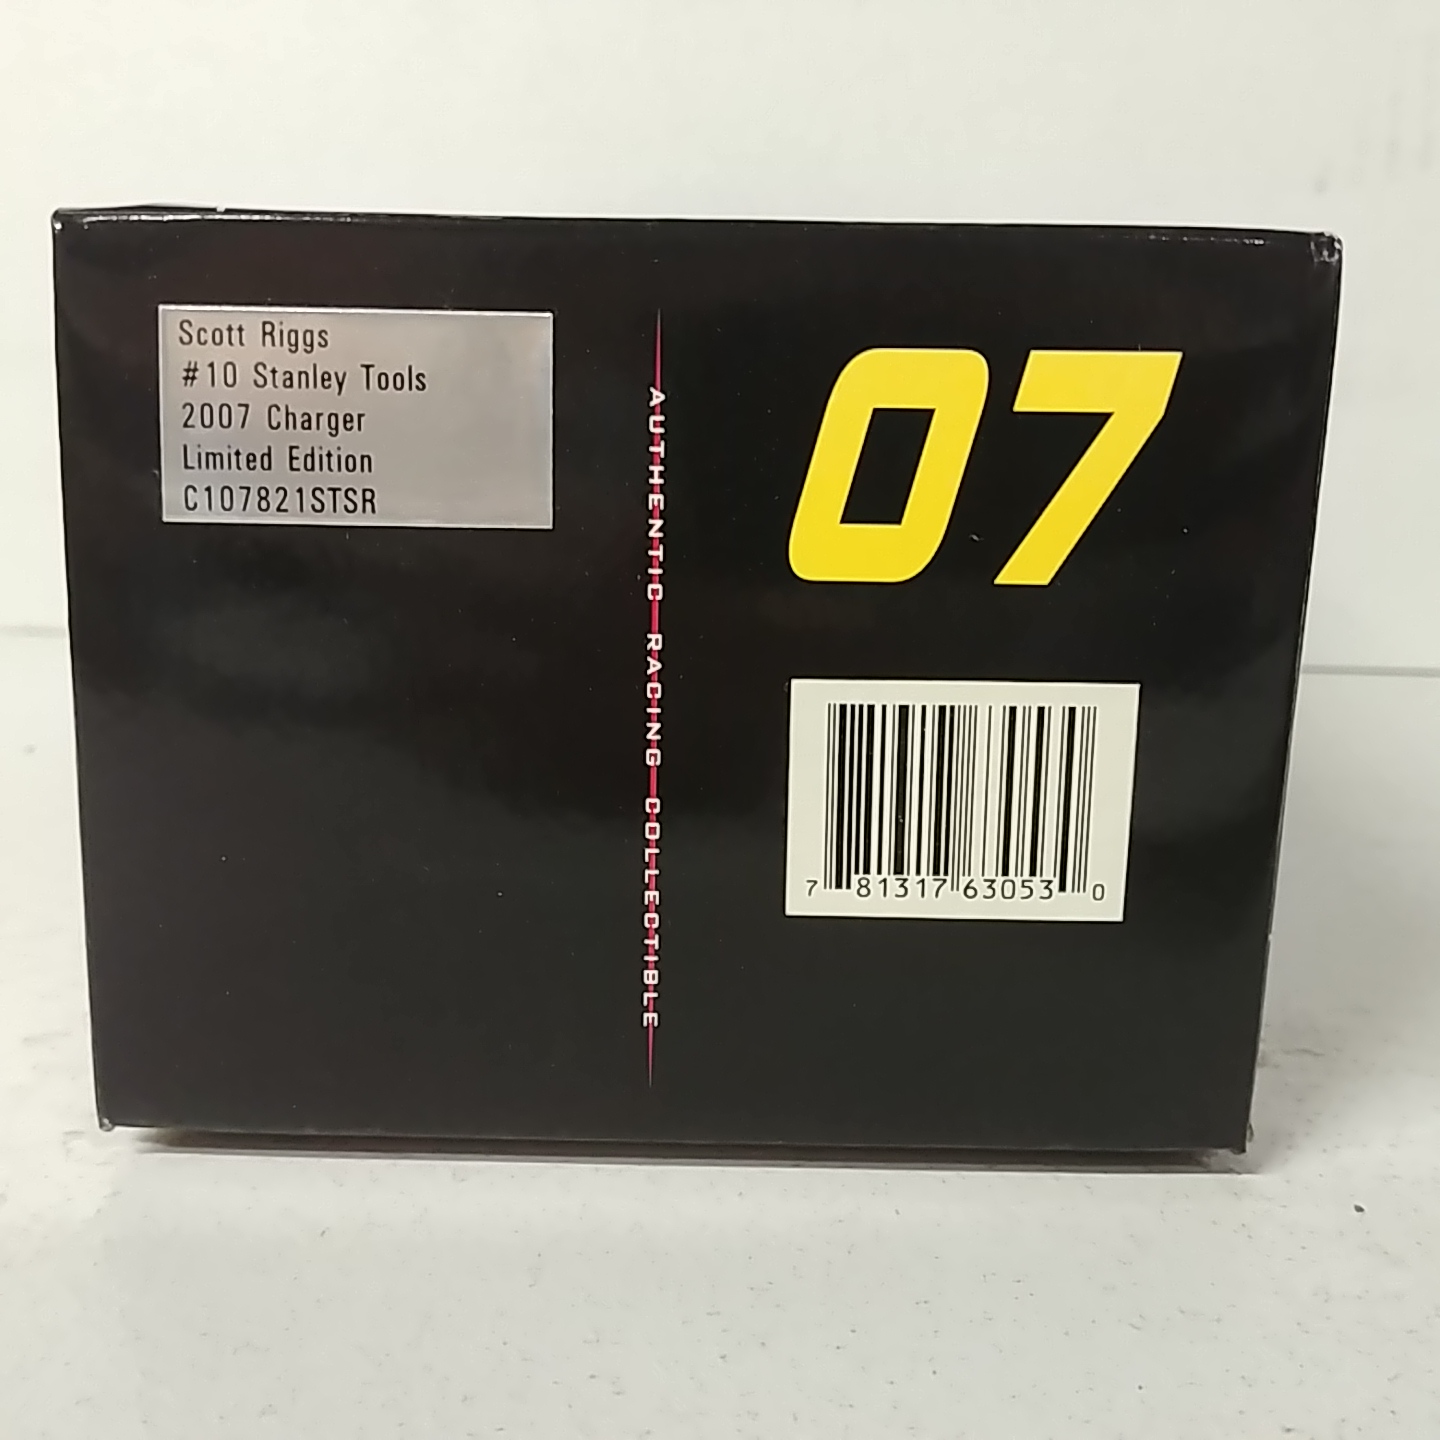 Scott Riggs
#10 Stanley Tools
2007 Charger
Limited Edition
C107821STSR
AUTHENTIC RACING COLLECTIBLE
07
7 81317 63053 0